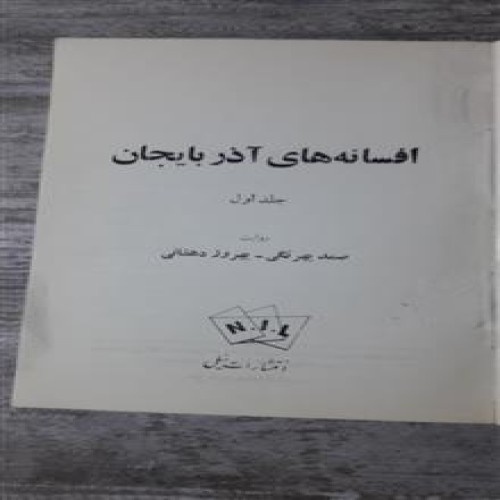 افسانه‌های آذربایجان
جلد اول
روایت
صمد بهرنگی - بهروز دهقانی
N.I.L
انتشارات نیل